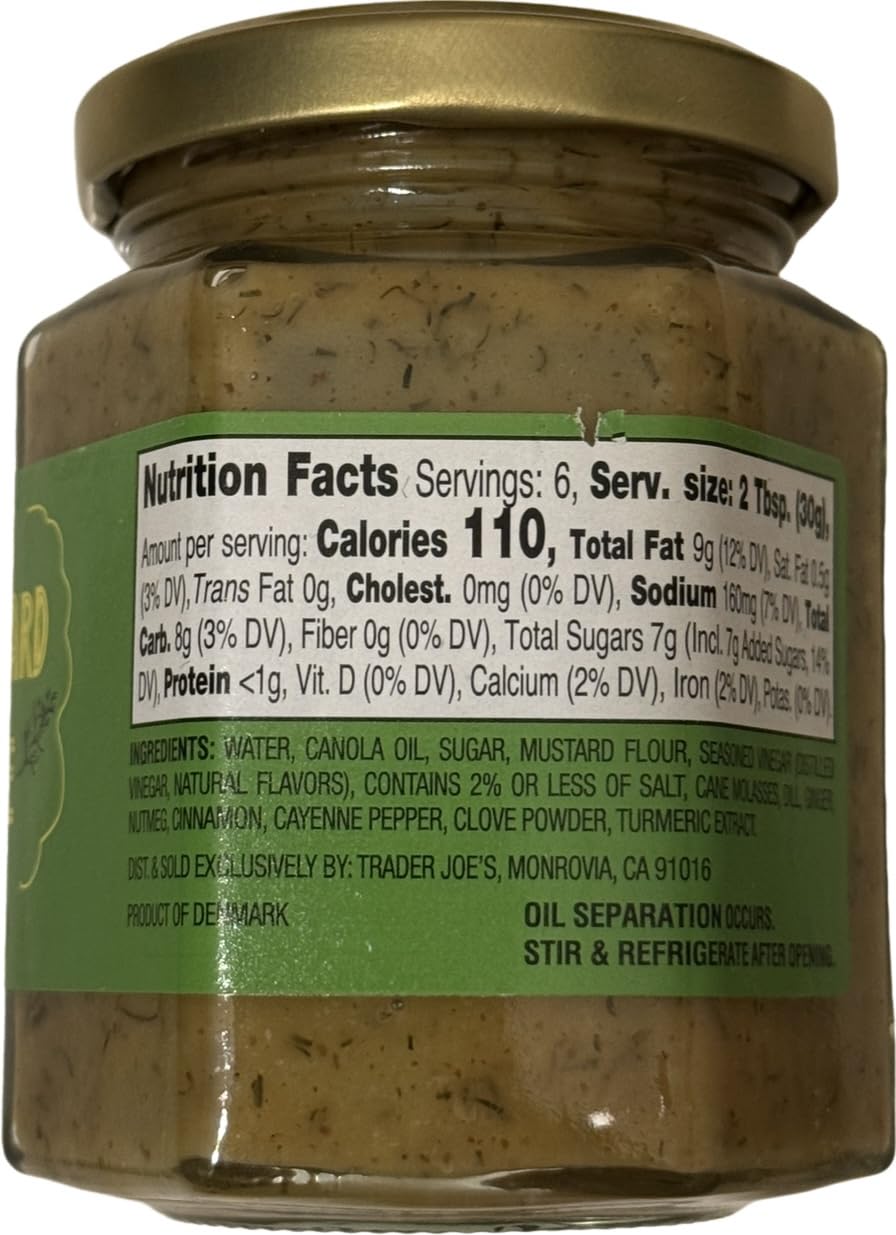 Nutrition Facts Servings: 6, Serv. size: 2 Tbsp. (30g),
Amount per serving: Calories 110, Total Fat 9g (12% DV), Sat. Fat 0.5g
(3% DV), Trans Fat 0g, Cholest. 0mg (0% DV), Sodium 160mg (7% DV), Total
Carb. 8g (3% DV), Fiber 0g (0% DV), Total Sugars 7g (Incl. 7g Added Sugars, 14%
DV), Protein <1g, Vit. D (0% DV), Calcium (2% DV), Iron (2% DV), Potas. (0% DV).
INGREDIENTS: WATER, CANOLA OIL, SUGAR, MUSTARD FLOUR, SEASONED VINEGAR (DISTILLED
VINEGAR, NATURAL FLAVORS), CONTAINS 2% OR LESS OF SALT, CANE MOLASSES, DILL, GINGER,
NUTMEG, CINNAMON, CAYENNE PEPPER, CLOVE POWDER, TURMERIC EXTRACT.
DIST. & SOLD EXCLUSIVELY BY: TRADER JOE'S, MONROVIA, CA 91016
PRODUCT OF DENMARK
OIL SEPARATION OCCURS.
STIR & REFRIGERATE AFTER OPENING.